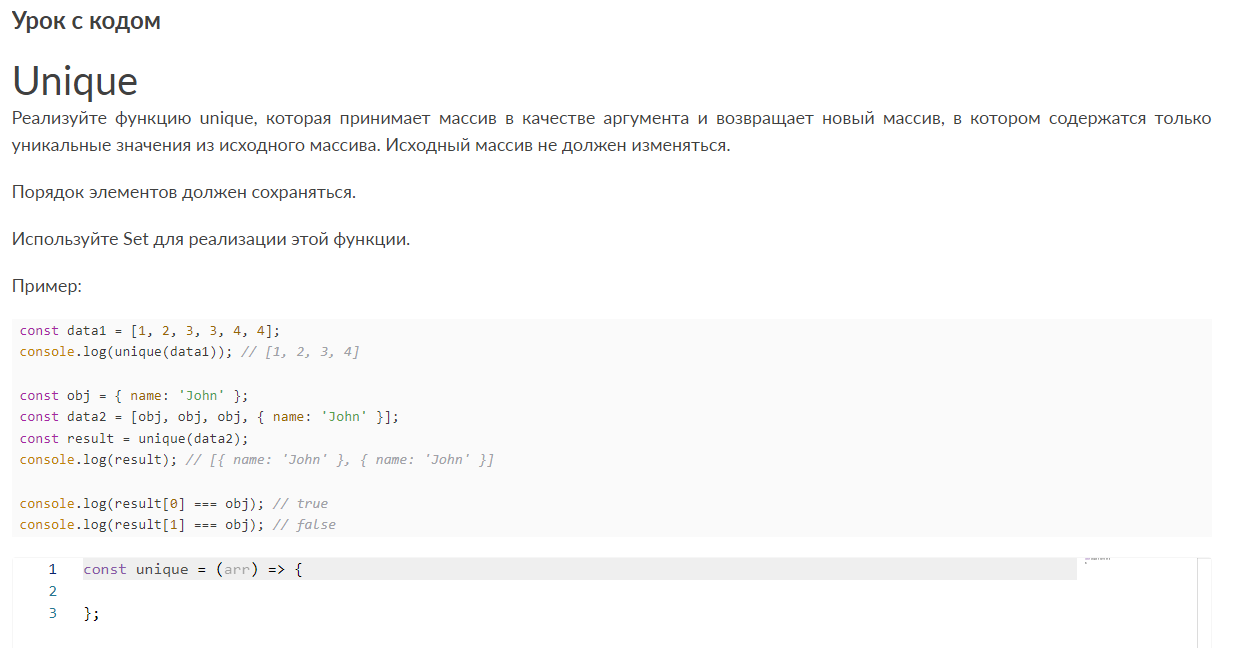 Урок с кодом
Unique
Реализуйте функцию unique, которая принимает массив в качестве аргумента и возвращает новый массив, в котором содержатся только
уникальные значения из исходного массива. Исходный массив не должен изменяться.
Порядок элементов должен сохраняться.
Используйте Set для реализации этой функции.
Пример:
const data1 = [1, 2, 3, 3, 4, 4];
console.log(unique(data1)); // [1, 2, 3, 4]
const obj = { name: 'John' };
const data2 = [obj, obj, obj, { name: 'John' }];
const result = unique(data2);
console.log(result); // [{ name: 'John' }, { name: 'John' }]
console.log(result[0] === obj); // true
console.log(result[1] === obj); // false
1 const unique = (arr) => {
2
3 };